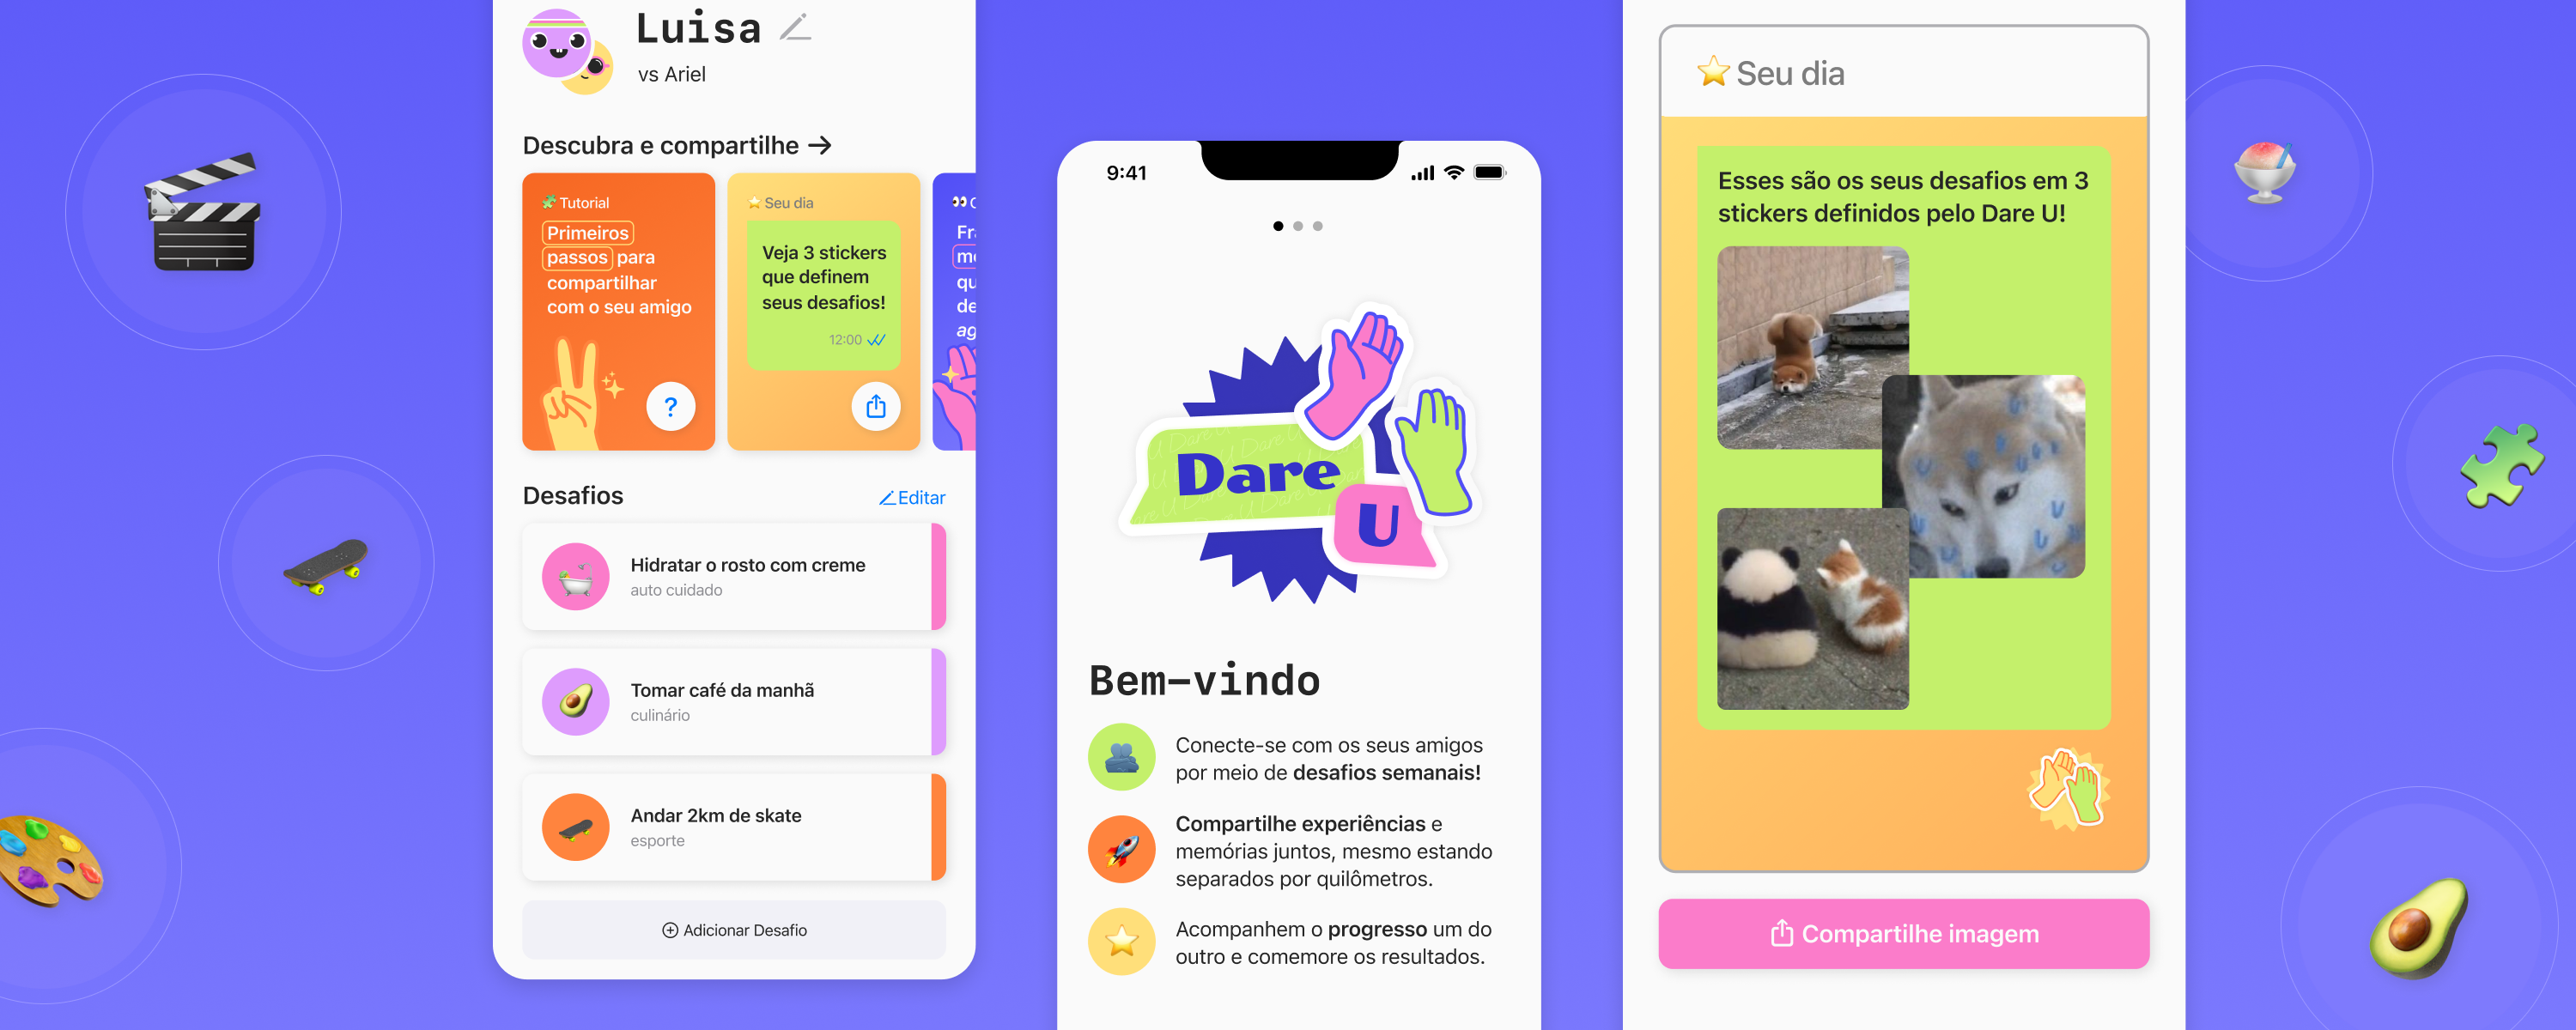 Luisa
vs Ariel
Descubra e compartilhe →
Tutorial
Primeiros
passos para
compartilhar
com o seu amigo
?
Seu dia
Veja 3 stickers
que definem
seus desafios!
12:00
Desafios
Editar
Hidratar o rosto com creme
auto cuidado
Tomar café da manhã
culinário
Andar 2km de skate
esporte
Adicionar Desafio
9:41
Dare
U
Bem-vindo
Conecte-se com os seus amigos
por meio de desafios semanais!
Compartilhe experiências e
memórias juntos, mesmo estando
separados por quilômetros.
Acompanhem o progresso um do
outro e comemore os resultados.
Seu dia
Esses são os seus desafios em 3
stickers definidos pelo Dare U!
Compartilhe imagem